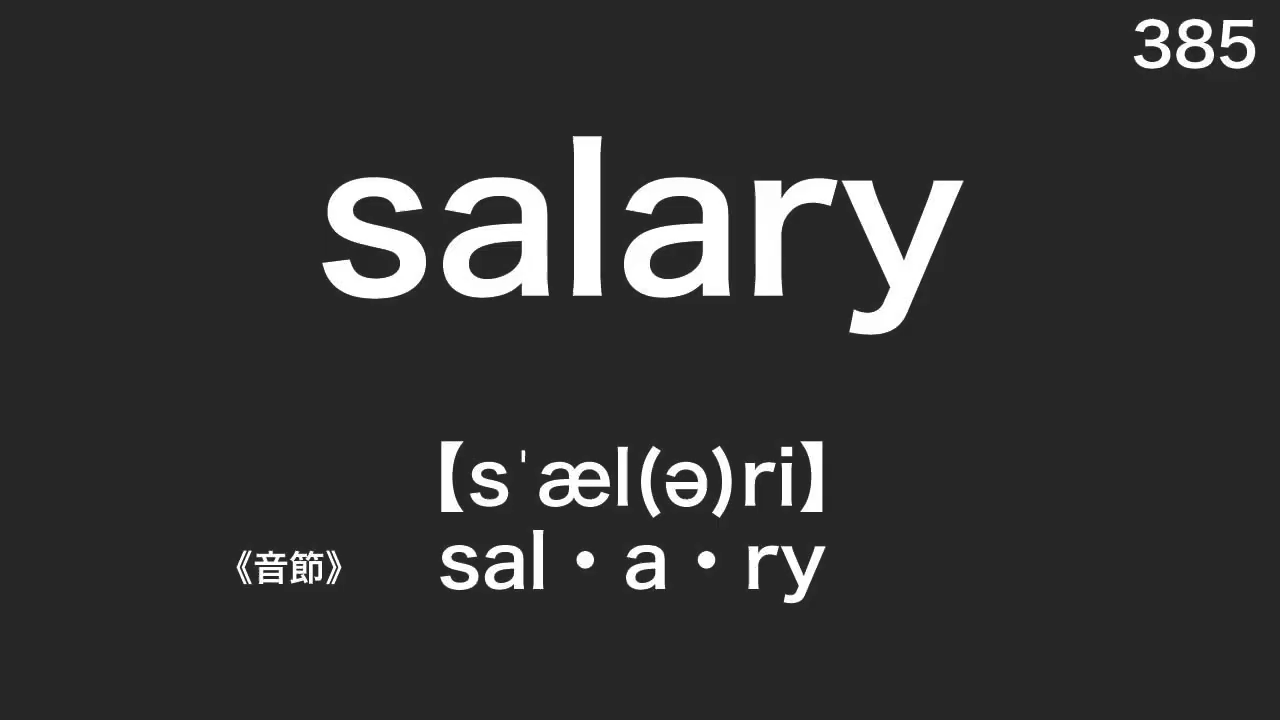 385
salary
【sˈæl(ə)ri】
《音節》 sal・a・ry